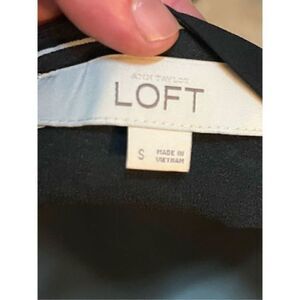 ANN TAYLOR
LOFT
S
MADE IN
VIETNAM